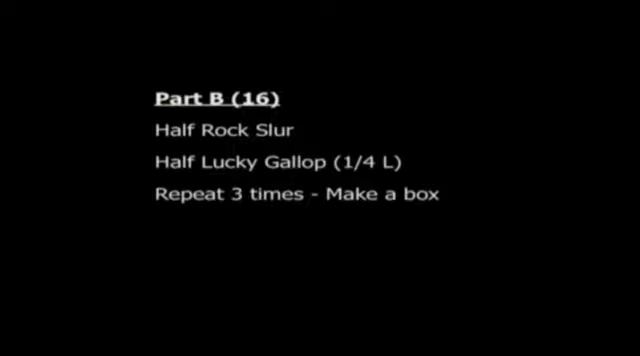 Part B (16)
Half Rock Slur
Half Lucky Gallop (1/4 L)
Repeat 3 times - Make a box